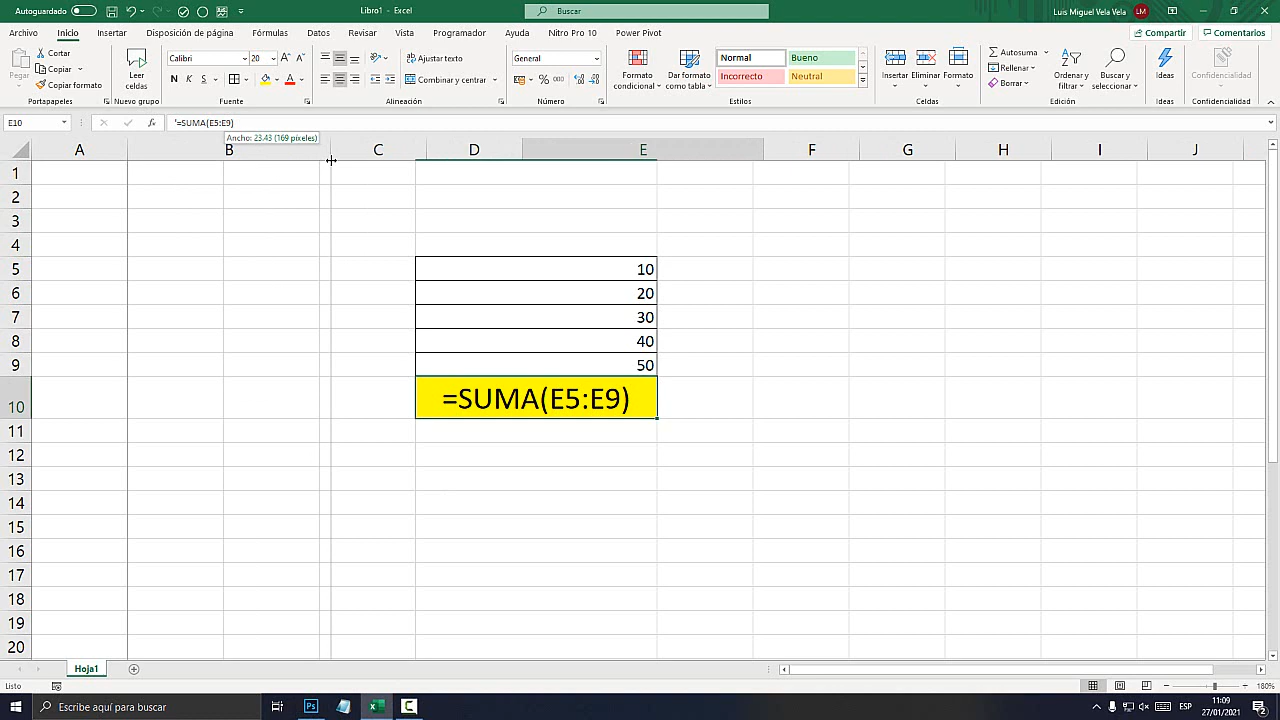 Autoguardado
Libro1 - Excel
Buscar
Luis Miguel Vela Vela
LM
Archivo Inicio Insertar Disposición de página Fórmulas Datos Revisar Vista Programador Ayuda Nitro Pro 10 Power Pivot
Compartir
Comentarios
Pegar
Cortar
Copiar
Copiar formato
Portapapeles
Leer celdas
Nuevo grupo
Calibri 20
N K S
Fuente
Ajustar texto
Combinar y centrar
Alineación
General
Número
Formato condicional
Dar formato como tabla
Normal Bueno
Incorrecto Neutral
Estilos
Insertar Eliminar Formato
Celdas
Autosuma
Rellenar
Borrar
Ordenar y filtrar
Buscar y seleccionar
Edición
Ideas
Ideas
Confidencialidad
Confidencialidad
E10
fx
'=SUMA(E5:E9)
Ancho: 23.43 (169 píxeles)
A B C D E F G H I J
1
2
3
4
5 10
6 20
7 30
8 40
9 50
10 =SUMA(E5:E9)
11
12
13
14
15
16
17
18
19
20
Hoja1
Listo
180%
Escribe aquí para buscar
Ps
ESP
11:09
27/01/2021
2